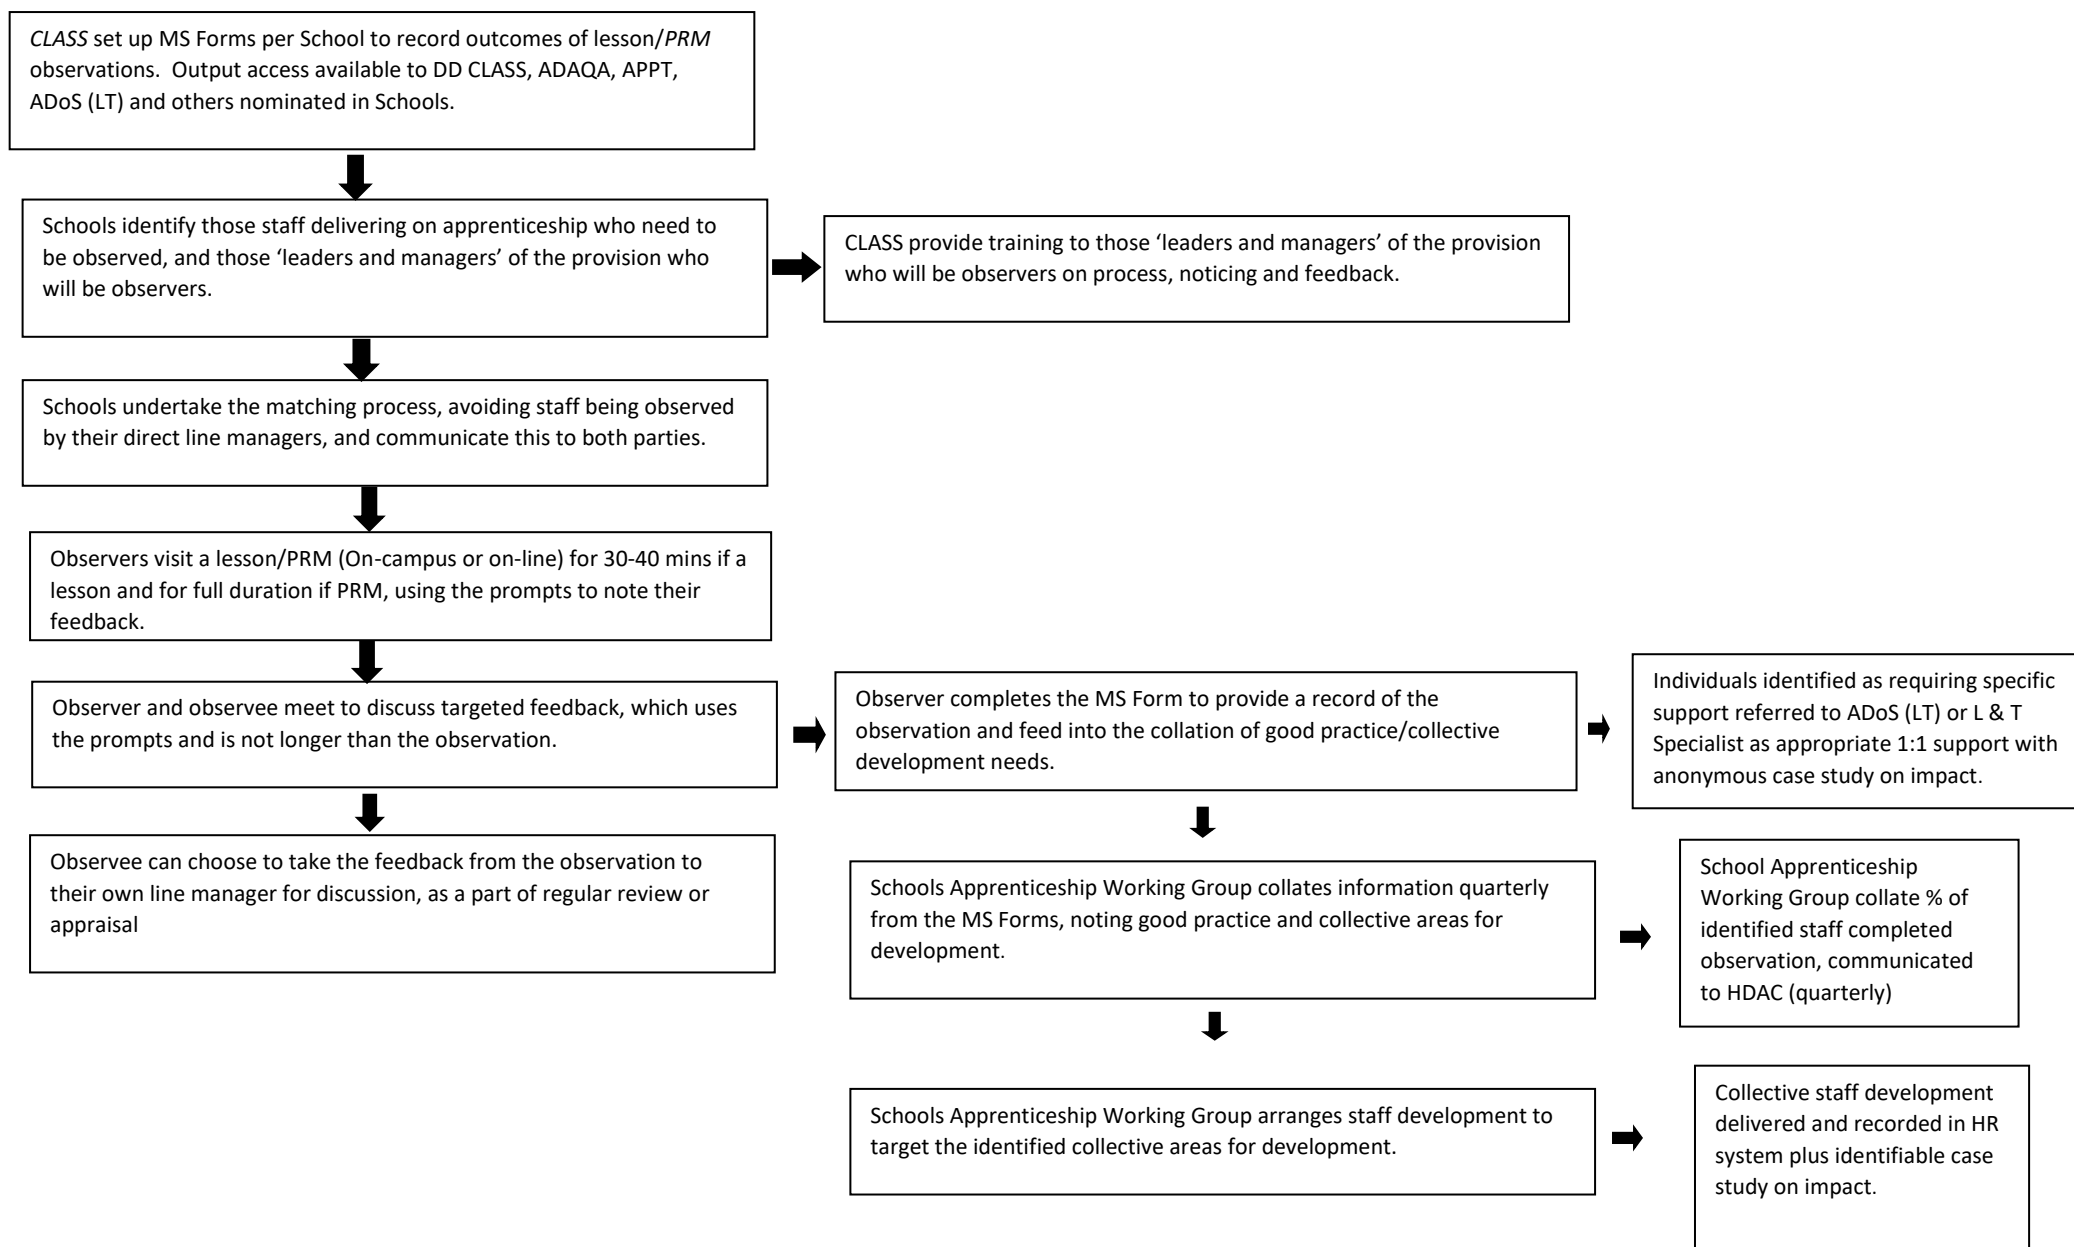 CLASS set up MS Forms per School to record outcomes of lesson/PRM
observations.  Output access available to DD CLASS, ADAQA, APPT,
ADoS (LT) and others nominated in Schools.
Schools identify those staff delivering on apprenticeship who need to
be observed, and those ‘leaders and managers’ of the provision who
will be observers.
CLASS provide training to those ‘leaders and managers’ of the provision
who will be observers on process, noticing and feedback.
Schools undertake the matching process, avoiding staff being observed
by their direct line managers, and communicate this to both parties.
Observers visit a lesson/PRM (On-campus or on-line) for 30-40 mins if a
lesson and for full duration if PRM, using the prompts to note their
feedback.
Observer and observee meet to discuss targeted feedback, which uses
the prompts and is not longer than the observation.
Observer completes the MS Form to provide a record of the
observation and feed into the collation of good practice/collective
development needs.
Individuals identified as requiring specific
support referred to ADoS (LT) or L & T
Specialist as appropriate 1:1 support with
anonymous case study on impact.
Observee can choose to take the feedback from the observation to
their own line manager for discussion, as a part of regular review or
appraisal
Schools Apprenticeship Working Group collates information quarterly
from the MS Forms, noting good practice and collective areas for
development.
School Apprenticeship
Working Group collate % of
identified staff completed
observation, communicated
to HDAC (quarterly)
Schools Apprenticeship Working Group arranges staff development to
target the identified collective areas for development.
Collective staff development
delivered and recorded in HR
system plus identifiable case
study on impact.